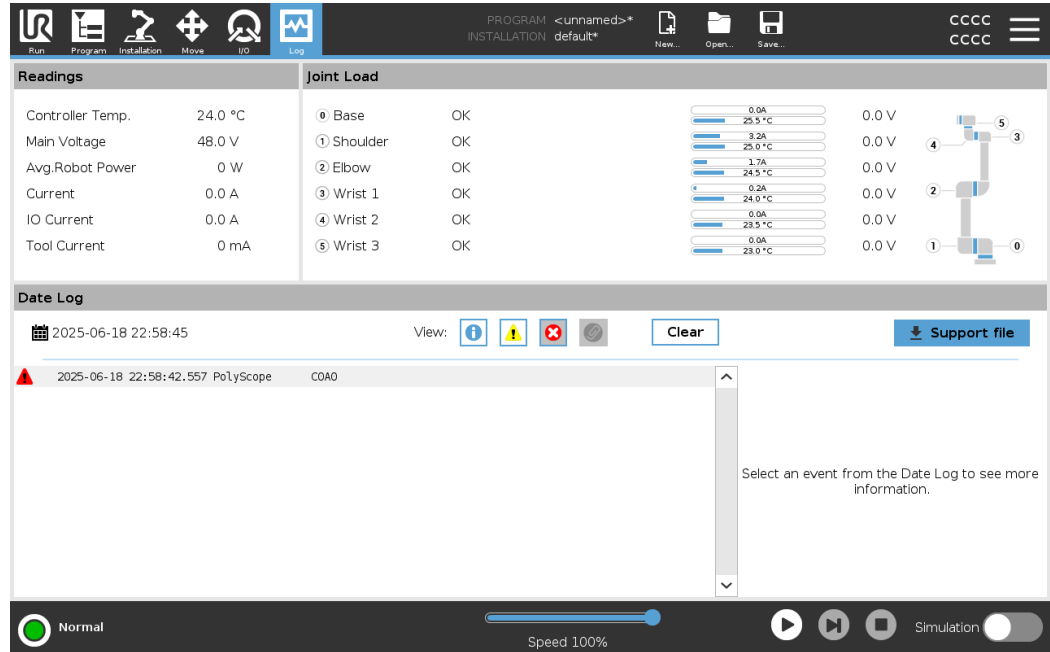 UR
Run
Program
Installation
Move
I/O
Log
PROGRAM <unnamed>*
INSTALLATION default*
New...
Open...
Save...
CCCC
CCCC
Readings
Controller Temp. 24.0 °C
Main Voltage 48.0 V
Avg.Robot Power 0 W
Current 0.0 A
IO Current 0.0 A
Tool Current 0 mA
Joint Load
0 Base OK 0.0A 25.5 °C 0.0 V
1 Shoulder OK 3.2A 25.0 °C 0.0 V
2 Elbow OK 1.7A 24.5 °C 0.0 V
3 Wrist 1 OK 0.2A 24.0 °C 0.0 V
4 Wrist 2 OK 0.0A 23.5 °C 0.0 V
5 Wrist 3 OK 0.0A 23.0 °C 0.0 V
5
3
4
2
1
0
Date Log
2025-06-18 22:58:45
View:
Clear
Support file
2025-06-18 22:58:42.557 PolyScope C0A0
Select an event from the Date Log to see more
information.
Normal
Speed 100%
Simulation